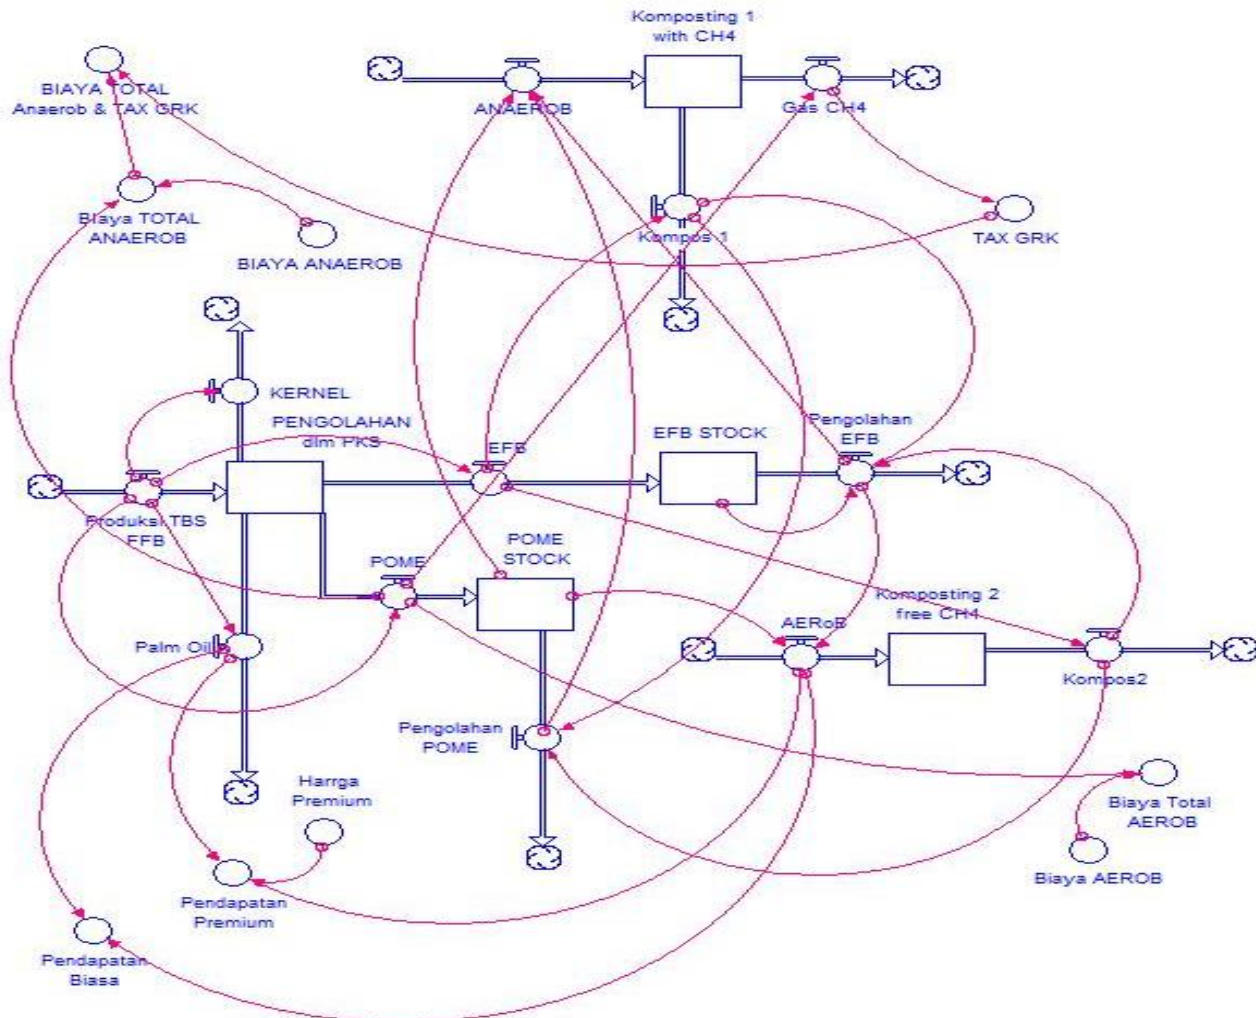 Komposting 1
with CH4
BIAYA TOTAL
Anaerob & TAX GRK
ANAEROB
Gas CH4
Biaya TOTAL
ANAEROB
BIAYA ANAEROB
Kompos 1
TAX GRK
KERNEL
PENGOLAHAN
dlm PKS
EFB
EFB STOCK
Pengolahan
EFB
Produksi TBS
FFB
POME
POME
STOCK
Komposting 2
free CH4
AERoB
Palm Oil
Kompos2
Pengolahan
POME
Harrga
Premium
Biaya Total
AEROB
Biaya AEROB
Pendapatan
Premium
Pendapatan
Biasa